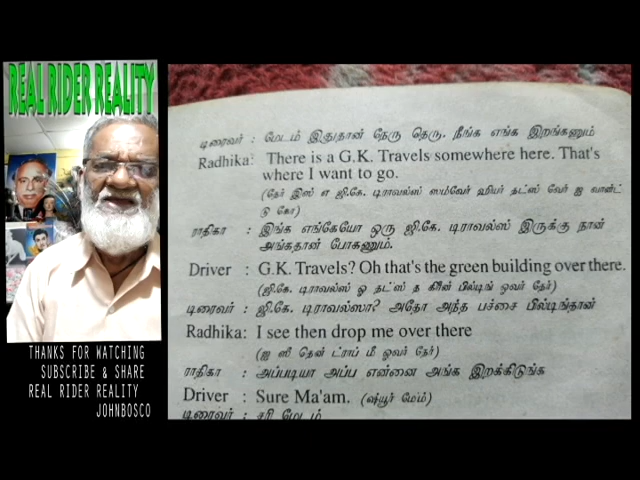 REAL RIDER REALITY
THANKS FOR WATCHING
SUBSCRIBE & SHARE
REAL RIDER REALITY
JOHNBOSCO
டிரைவர் : மேடம் இதுதான் நேரு தெரு. நீங்க எங்க இறங்கணும்
Radhika: There is a G.K. Travels somewhere here. That's
where I want to go.
(தேர் இஸ் எ ஜி.கே. டிராவல்ஸ் ஸம்வேர் ஹியர் தட்ஸ் வேர் ஐ வாண்ட்
டு கோ)
ராதிகா : இங்க எங்கேயோ ஒரு ஜி.கே. டிராவல்ஸ் இருக்கு நான்
அங்கதான் போகணும்.
Driver : G.K. Travels? Oh that's the green building over there.
(ஜி.கே. டிராவல்ஸ் ஓ தட்ஸ் த கிரீன் பில்டிங் ஓவர் தேர்)
டிரைவர் : ஜி.கே. டிராவல்ஸா? அதோ அந்த பச்சை பில்டிங்தான்
Radhika: I see then drop me over there
(ஐ ஸீ தென் ட்ராப் மீ ஓவர் தேர்)
ராதிகா : அப்படியா அப்ப என்னை அங்க இறக்கிடுங்க
Driver : Sure Ma'am. (ஷ்யூர் மேம்)
டிரைவர் : சரி மேடம்